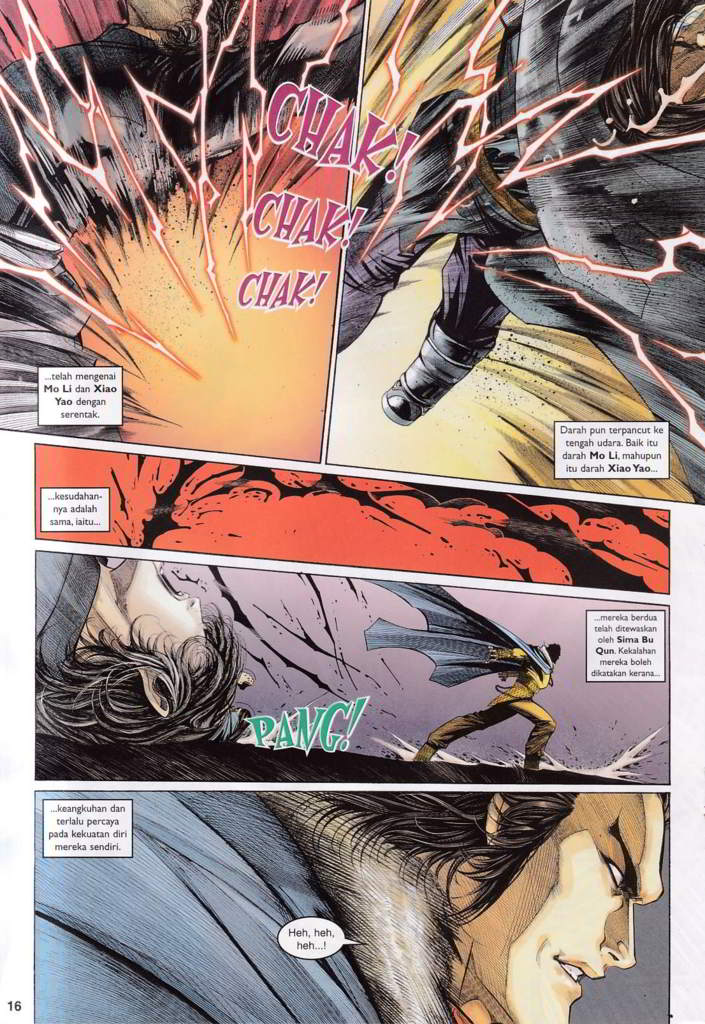 CHAK!
CHAK!
CHAK!
...telah mengenai
Mo Li dan Xiao
Yao dengan
serentak.
Darah pun terpancut ke
tengah udara. Baik itu
darah Mo Li, mahupun
itu darah Xiao Yao...
...kesudahan-
nya adalah
sama, iaitu...
...mereka berdua
telah ditewaskan
oleh Sima Bu
Qun. Kekalahan
mereka boleh
dikatakan kerana...
PANG!
...keangkuhan dan
terlalu percaya
pada kekuatan diri
mereka sendiri.
Heh, heh,
heh...!
16